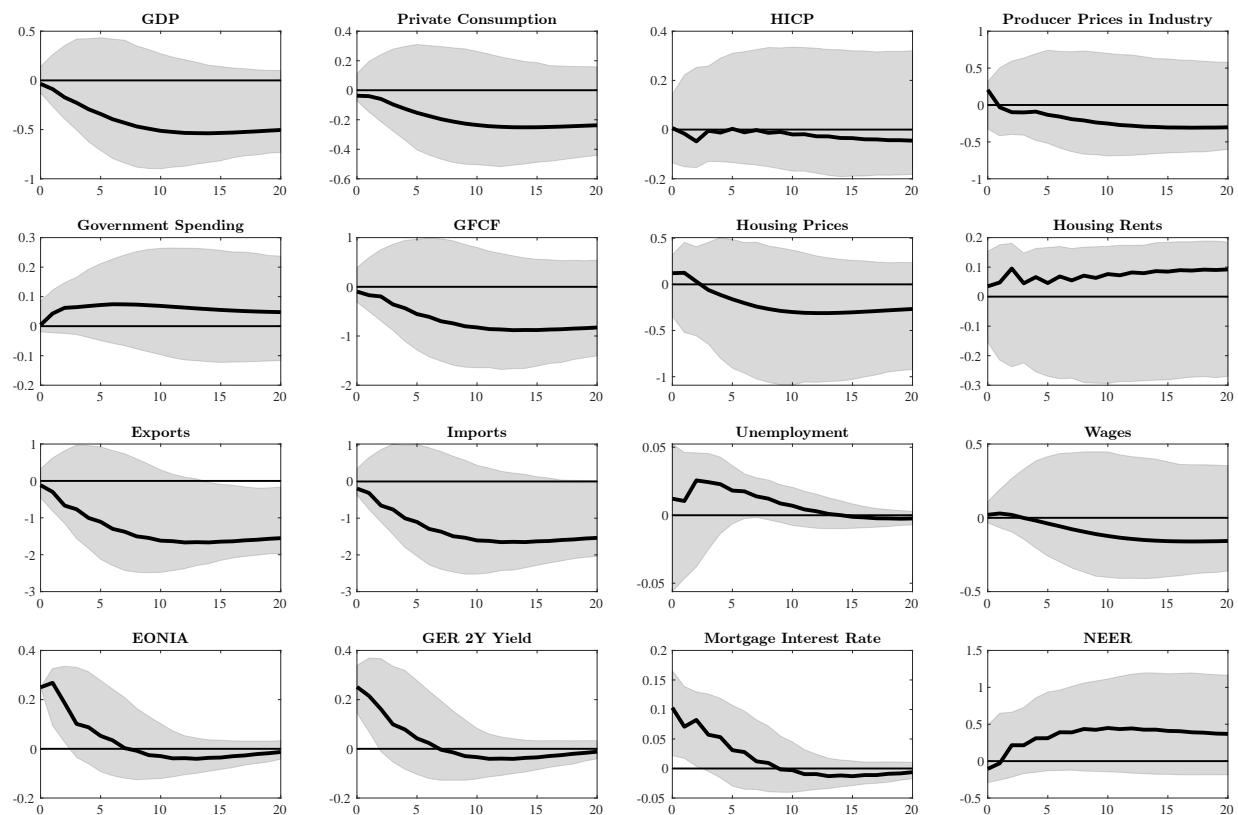 GDP
Private Consumption
HICP
Producer Prices in Industry
0.5
0
-0.5
-1
0 5 10 15 20
0.4
0.2
0
-0.2
-0.4
-0.6
0 5 10 15 20
0.4
0.2
0
-0.2
0 5 10 15 20
1
0.5
0
-0.5
-1
0 5 10 15 20
Government Spending
GFCF
Housing Prices
Housing Rents
0.3
0.2
0.1
0
-0.1
-0.2
0 5 10 15 20
1
0
-1
-2
0 5 10 15 20
0.5
0
-0.5
-1
0 5 10 15 20
0.2
0.1
0
-0.1
-0.2
-0.3
0 5 10 15 20
Exports
Imports
Unemployment
Wages
1
0
-1
-2
-3
0 5 10 15 20
1
0
-1
-2
-3
0 5 10 15 20
0.05
0
-0.05
0 5 10 15 20
0.5
0
-0.5
0 5 10 15 20
EONIA
GER 2Y Yield
Mortgage Interest Rate
NEER
0.4
0.2
0
-0.2
0 5 10 15 20
0.4
0.2
0
-0.2
0 5 10 15 20
0.2
0.15
0.1
0.05
0
-0.05
0 5 10 15 20
1.5
1
0.5
0
-0.5
0 5 10 15 20